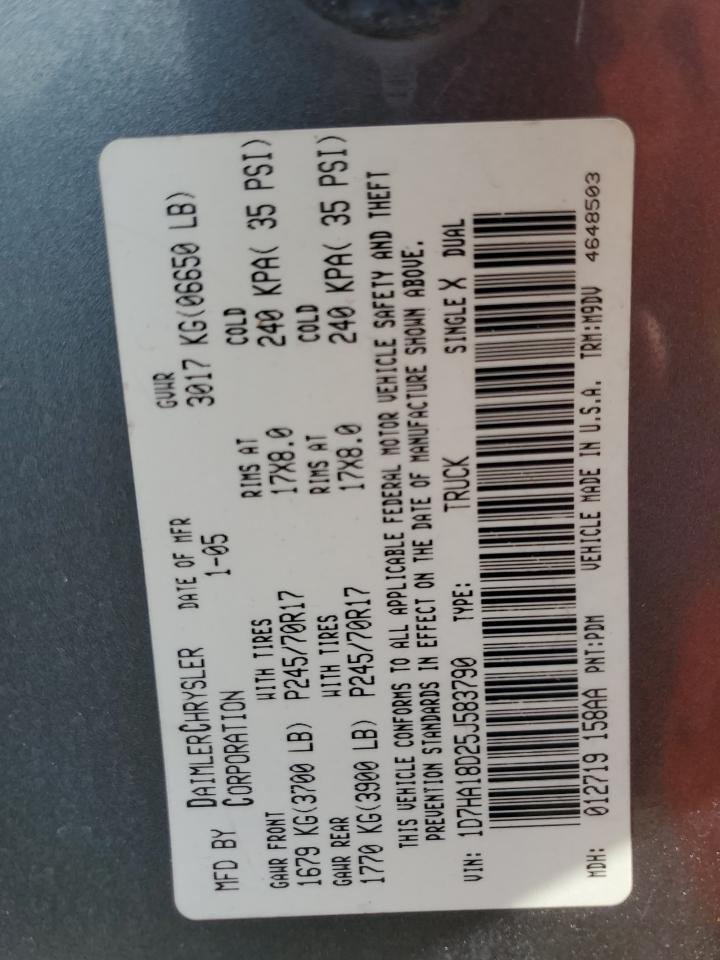 MFD BY DAIMLERCHRYSLER CORPORATION DATE OF MFR 1-05 GVWR 3017 KG(06650 LB)
GAWR FRONT WITH TIRES RIMS AT COLD
1679 KG(3700 LB) P245/70R17 17X8.0 240 KPA( 35 PSI)
GAWR REAR WITH TIRES RIMS AT COLD
1770 KG(3900 LB) P245/70R17 17X8.0 240 KPA( 35 PSI)
THIS VEHICLE CONFORMS TO ALL APPLICABLE FEDERAL MOTOR VEHICLE SAFETY AND THEFT
PREVENTION STANDARDS IN EFFECT ON THE DATE OF MANUFACTURE SHOWN ABOVE.
VIN: 1D7HA18D25J583790 TYPE: TRUCK SINGLE X DUAL
MDH: 012719 158AA PNT:PDM VEHICLE MADE IN U.S.A. TRM:M9DV 4648503